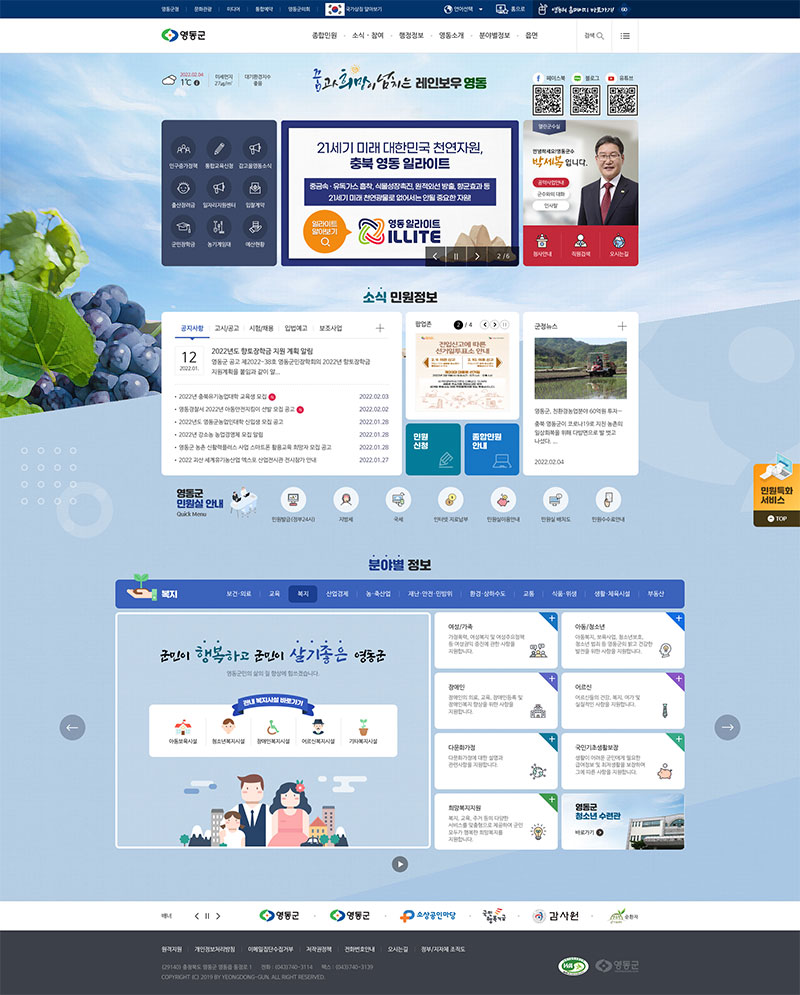 영동군청
문화관광
미디어
통합예약
영동군의회
국가상징 알아보기
언어선택
홈으로
영동군
종합민원
소식 · 참여
행정정보
영동소개
분야별정보
읍면
검색
2022.02.04
1℃
미세먼지
27㎍/㎥
대기환경지수
좋음
꿈과 희망이 넘치는 레인보우 영동
페이스북
블로그
유튜브
인구증가정책
통합교육신청
감고을영동소식
출산장려금
일자리지원센터
입찰계약
군민장학금
농기계임대
예산현황
21세기 미래 대한민국 천연자원,
충북 영동 일라이트
중금속 · 유독가스 흡착, 식물성장촉진, 원적외선 방출, 항균효과 등
21세기 미래 천연광물로 없어서는 안될 중요한 자원!
일라이트
알아보기
영동 일라이트
ILLITE
2 / 6
열린군수실
안녕하세요!영동군수
박세복 입니다.
공약사업안내
군수와의 대화
인사말
청사안내
직원검색
오시는길
소식 민원정보
공지사항
고시/공고
시험/채용
입법예고
보조사업
12
2022.01.
2022년도 향토장학금 지원 계획 알림
영동군 공고 제2022-38호 영동군민장학회의 2022년 향토장학금
지원계획을 붙임과 같이 알...
2022년 충북유기농업대학 교육생 모집
2022.02.03
영동경찰서 2022년 아동안전지킴이 선발 모집 공고
2022.02.02
2022년도 영동군농업인대학 신입생 모집 공고
2022.01.28
2022년 강소농 농업경영체 모집 알림
2022.01.28
영동군 농촌 신활력플러스 사업 스마트폰 활용교육 희망자 모집 공고
2022.01.28
2022 괴산 세계유기농산업 엑스포 산업전시관 전시참가 안내
2022.01.27
팝업존
2 / 4
전입신고에 따른
선거일투표소 안내
민원
신청
종합민원
안내
군정뉴스
영동군, 친환경농업분야 60억원 투자…
충북 영동군이 코로나19로 지친 농촌의
일상회복을 위해 다방면으로 발 벗고
나섰다. ...
2022.02.04
영동군
민원실 안내
Quick Menu
민원발급(정부24시)
지방세
국세
인터넷 지로납부
민원실이용안내
민원실 배치도
민원수수료안내
민원특화
서비스
TOP
분야별 정보
복지
보건·의료
교육
복지
산업경제
농·축산업
재난·안전·민방위
환경·상하수도
교통
식품·위생
생활·체육시설
부동산
군민이 행복하고 군민이 살기좋은 영동군
영동군민의 삶의 질 향상에 힘쓰겠습니다.
관내 복지시설 바로가기
아동보육시설
청소년복지시설
장애인복지시설
어르신복지시설
기타복지시설
여성/가족
가정폭력, 여성복지 및 여성주요정책
등 여성권익 증진에 관한 사항을
지원합니다.
아동/청소년
아동복지, 보육사업, 청소년보호,
청소년 범죄 등 영동군의 밝고 건강한
발전을 위한 사항을 지원합니다.
장애인
장애인의 의료, 교육, 장애인등록 및
장애인복지 향상을 위한 사항을
지원합니다.
어르신
어르신들의 건강, 복지, 여가 및
실질적인 사항을 지원합니다.
다문화가정
다문화가정에 대한 설명과
관련사항을 지원합니다.
국민기초생활보장
생활이 어려운 군민에게 필요한
급여정보 및 최저생활을 보장하며
그에 따른 사항을 지원합니다.
희망복지지원
복지, 교육, 주거 등의 다양한
서비스를 맞춤형으로 제공하여 군민
모두가 행복한 희망복지를
지원합니다.
영동군
청소년 수련관
바로가기
배너
영동군
영동군
소상공인마당
감사원
순환자
원격지원
개인정보처리방침
이메일집단수집거부
저작권정책
전화번호안내
오시는길
정부/지자체 조직도
(29140) 충청북도 영동군 영동읍 동정로 1
전화 : (043)740-3114
팩스 : (043)740-3139
COPYRIGHT (C) 2019 BY YEONGDONG-GUN. ALL RIGHT RESERVED.
WA
영동군